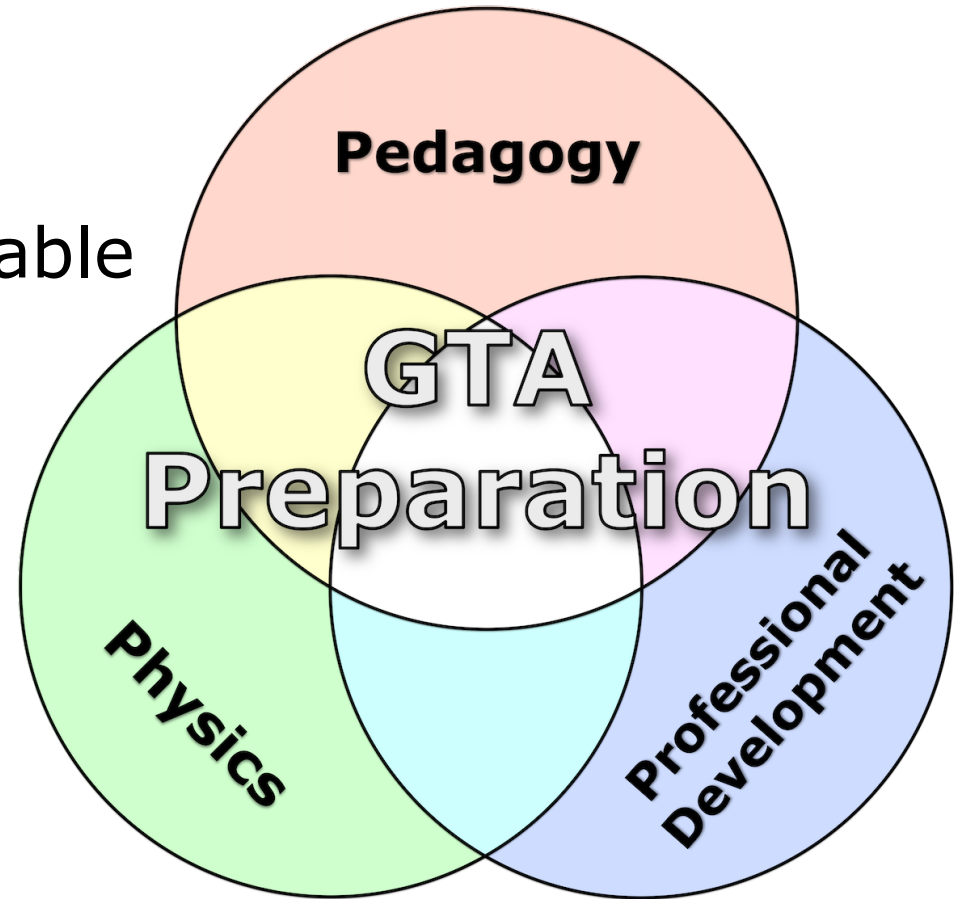 Pedagogy
able
GTA
Preparation
Physics
Professional
Development